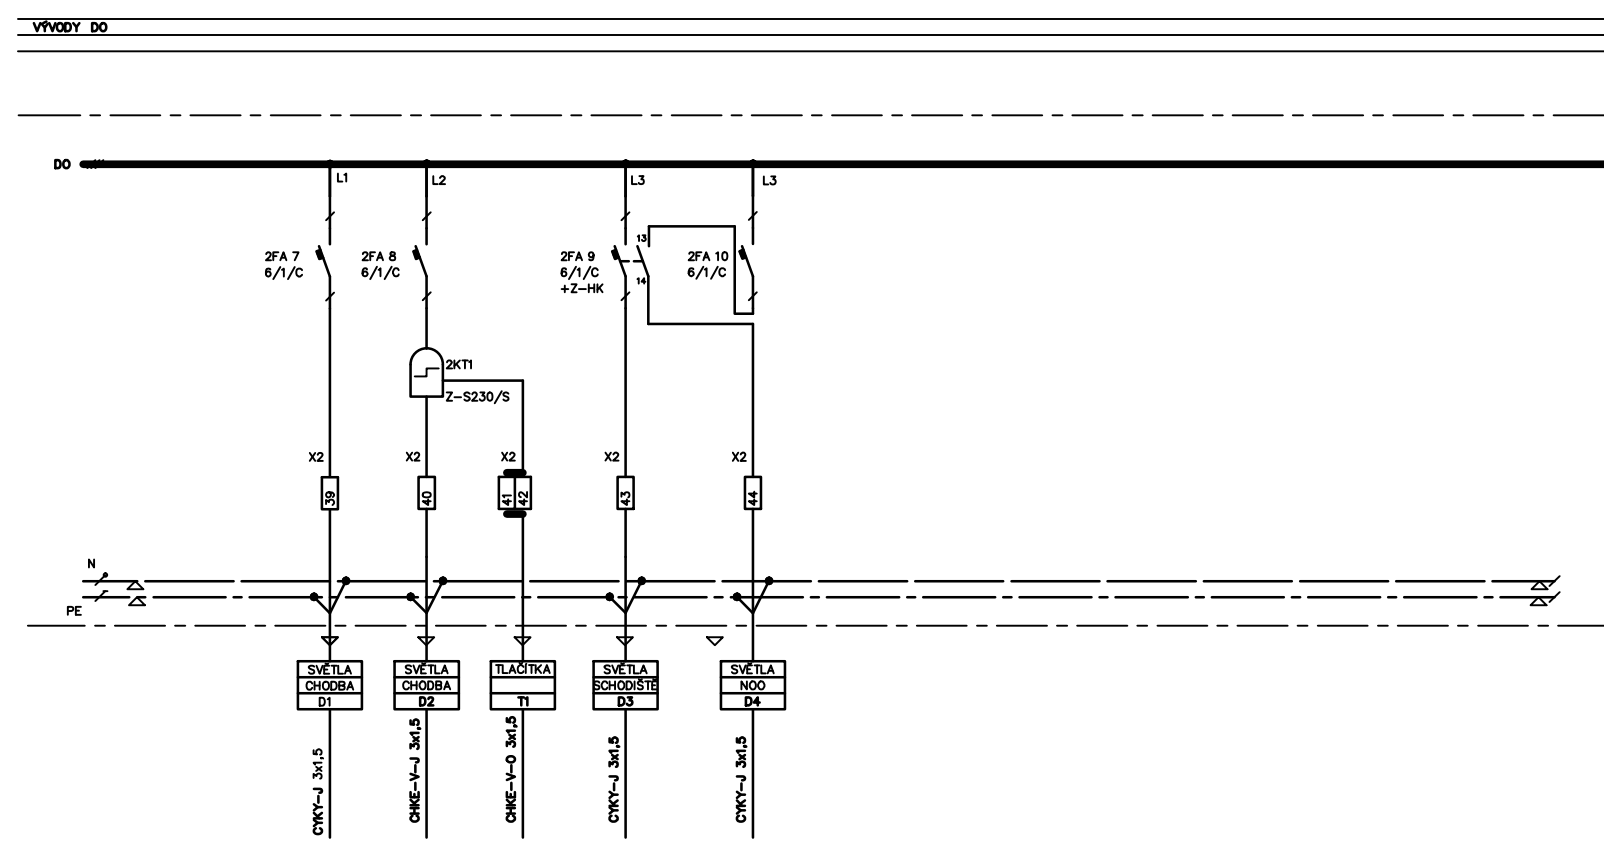 VÝVODY DO
DO
L1
L2
L3
L3
2FA 7
6/1/C
2FA 8
6/1/C
2FA 9
6/1/C
+Z-HK
13
14
2FA 10
6/1/C
2KT1
Z-S230/S
X2
X2
X2
X2
X2
39
40
41
42
43
44
N
PE
SVĚTLA
CHODBA
D1
SVĚTLA
CHODBA
D2
TLAČÍTKA
T1
SVĚTLA
SCHODIŠTĚ
D3
SVĚTLA
NOO
D4
CYKY-J 3x1,5
CHKE-V-J 3x1,5
CHKE-V-O 3x1,5
CYKY-J 3x1,5
CYKY-J 3x1,5